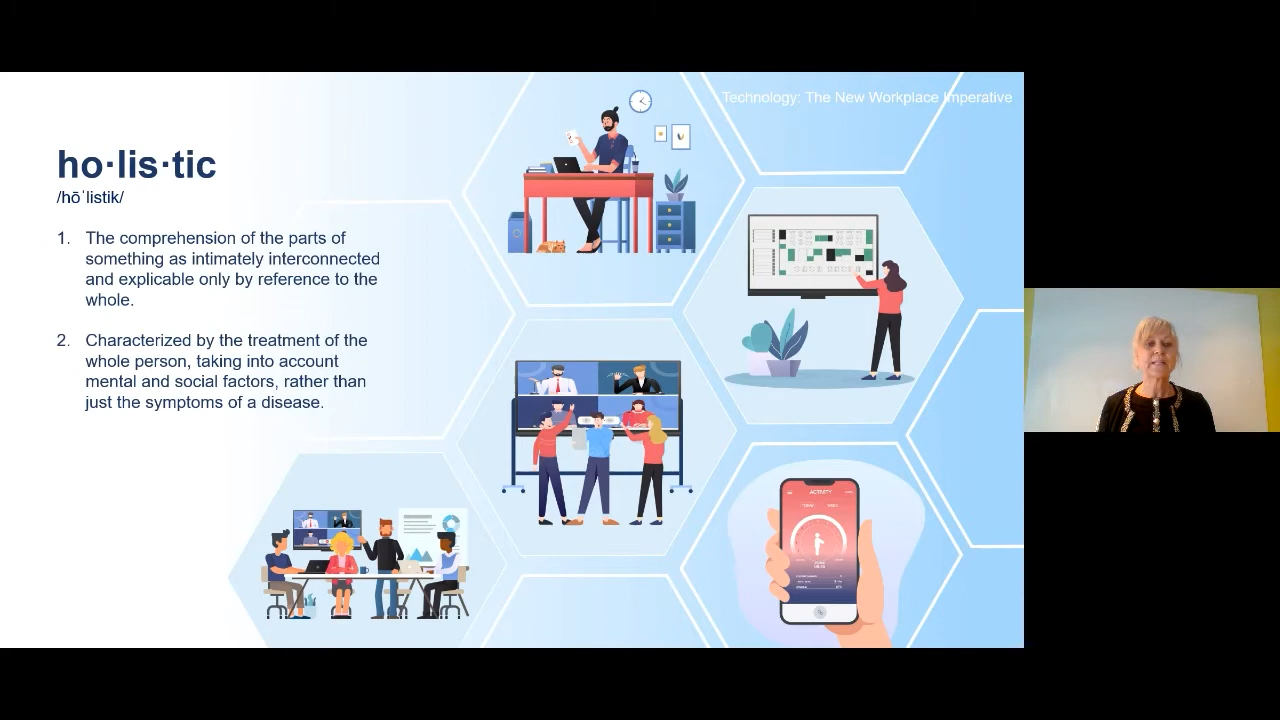 Technology: The New Workplace Imperative
ho·lis·tic
/hōˈlistik/
1. The comprehension of the parts of
something as intimately interconnected
and explicable only by reference to the
whole.
2. Characterized by the treatment of the
whole person, taking into account
mental and social factors, rather than
just the symptoms of a disease.
ACTIVITY